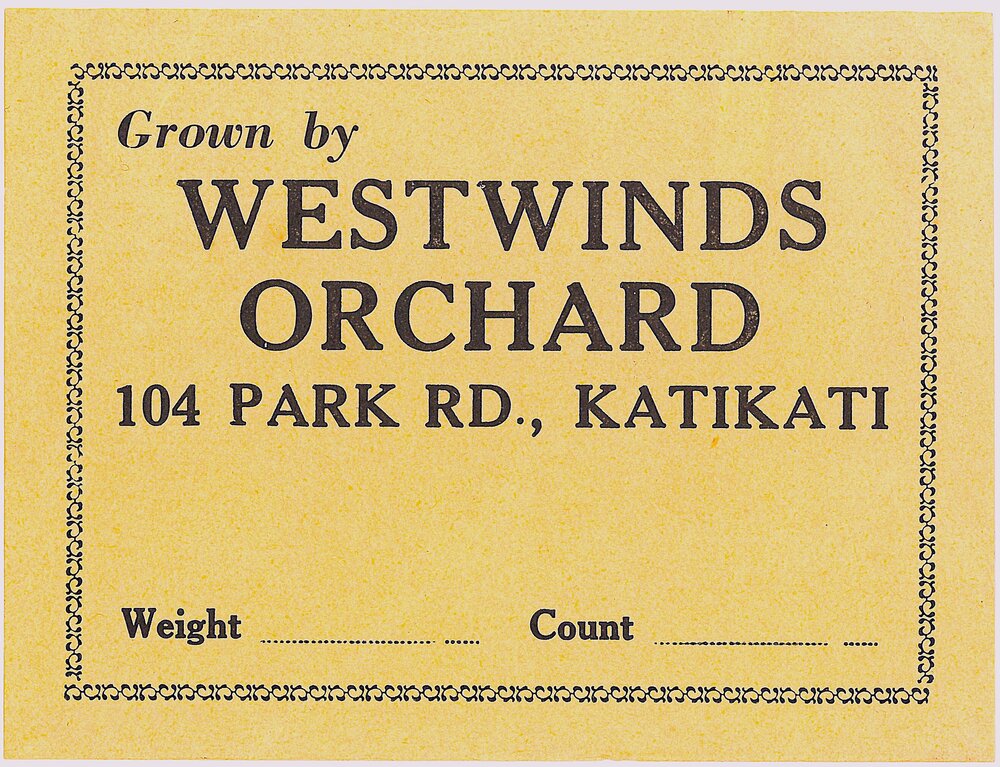 Grown by
WESTWINDS
ORCHARD
104 PARK RD., KATIKATI
Weight .................... ..... Count .................... .....